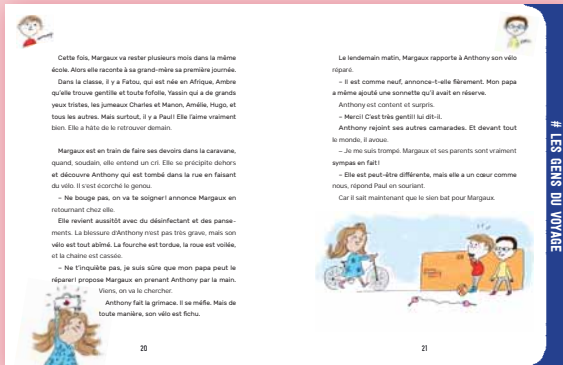 Cette fois, Margaux va rester plusieurs mois dans la même
école. Alors elle raconte à sa grand-mère sa première journée.
Dans la classe, il y a Fatou, qui est née en Afrique, Ambre
qu'elle trouve gentille et toute fofolle, Yassin qui a de grands
yeux tristes, les jumeaux Charles et Manon, Amélie, Hugo, et
tous les autres. Mais surtout, il y a Paul! Elle l'aime vraiment
bien. Elle a hâte de le retrouver demain.
Margaux est en train de faire ses devoirs dans la caravane,
quand, soudain, elle entend un cri. Elle se précipite dehors
et découvre Anthony qui est tombé dans la rue en faisant
du vélo. Il s'est écorché le genou.
– Ne bouge pas, on va te soigner! annonce Margaux en
retournant chez elle.
Elle revient aussitôt avec du désinfectant et des panse-
ments. La blessure d'Anthony n'est pas très grave, mais son
vélo est tout abîmé. La fourche est tordue, la roue est voilée,
et la chaîne est cassée.
– Ne t'inquiète pas, je suis sûre que mon papa peut le
réparer! propose Margaux en prenant Anthony par la main.
Viens, on va le chercher.
Anthony fait la grimace. Il se méfie. Mais de
toute manière, son vélo est fichu.
20
Le lendemain matin, Margaux rapporte à Anthony son vélo
réparé.
– Il est comme neuf, annonce-t-elle fièrement. Mon papa
a même ajouté une sonnette qu'il avait en réserve.
Anthony est content et surpris.
– Merci! C'est très gentil! lui dit-il.
Anthony rejoint ses autres camarades. Et devant tout
le monde, il avoue.
– Je me suis trompé. Margaux et ses parents sont vraiment
sympas en fait!
– Elle est peut-être différente, mais elle a un cœur comme
nous, répond Paul en souriant.
Car il sait maintenant que le sien bat pour Margaux.
21
# LES GENS DU VOYAGE